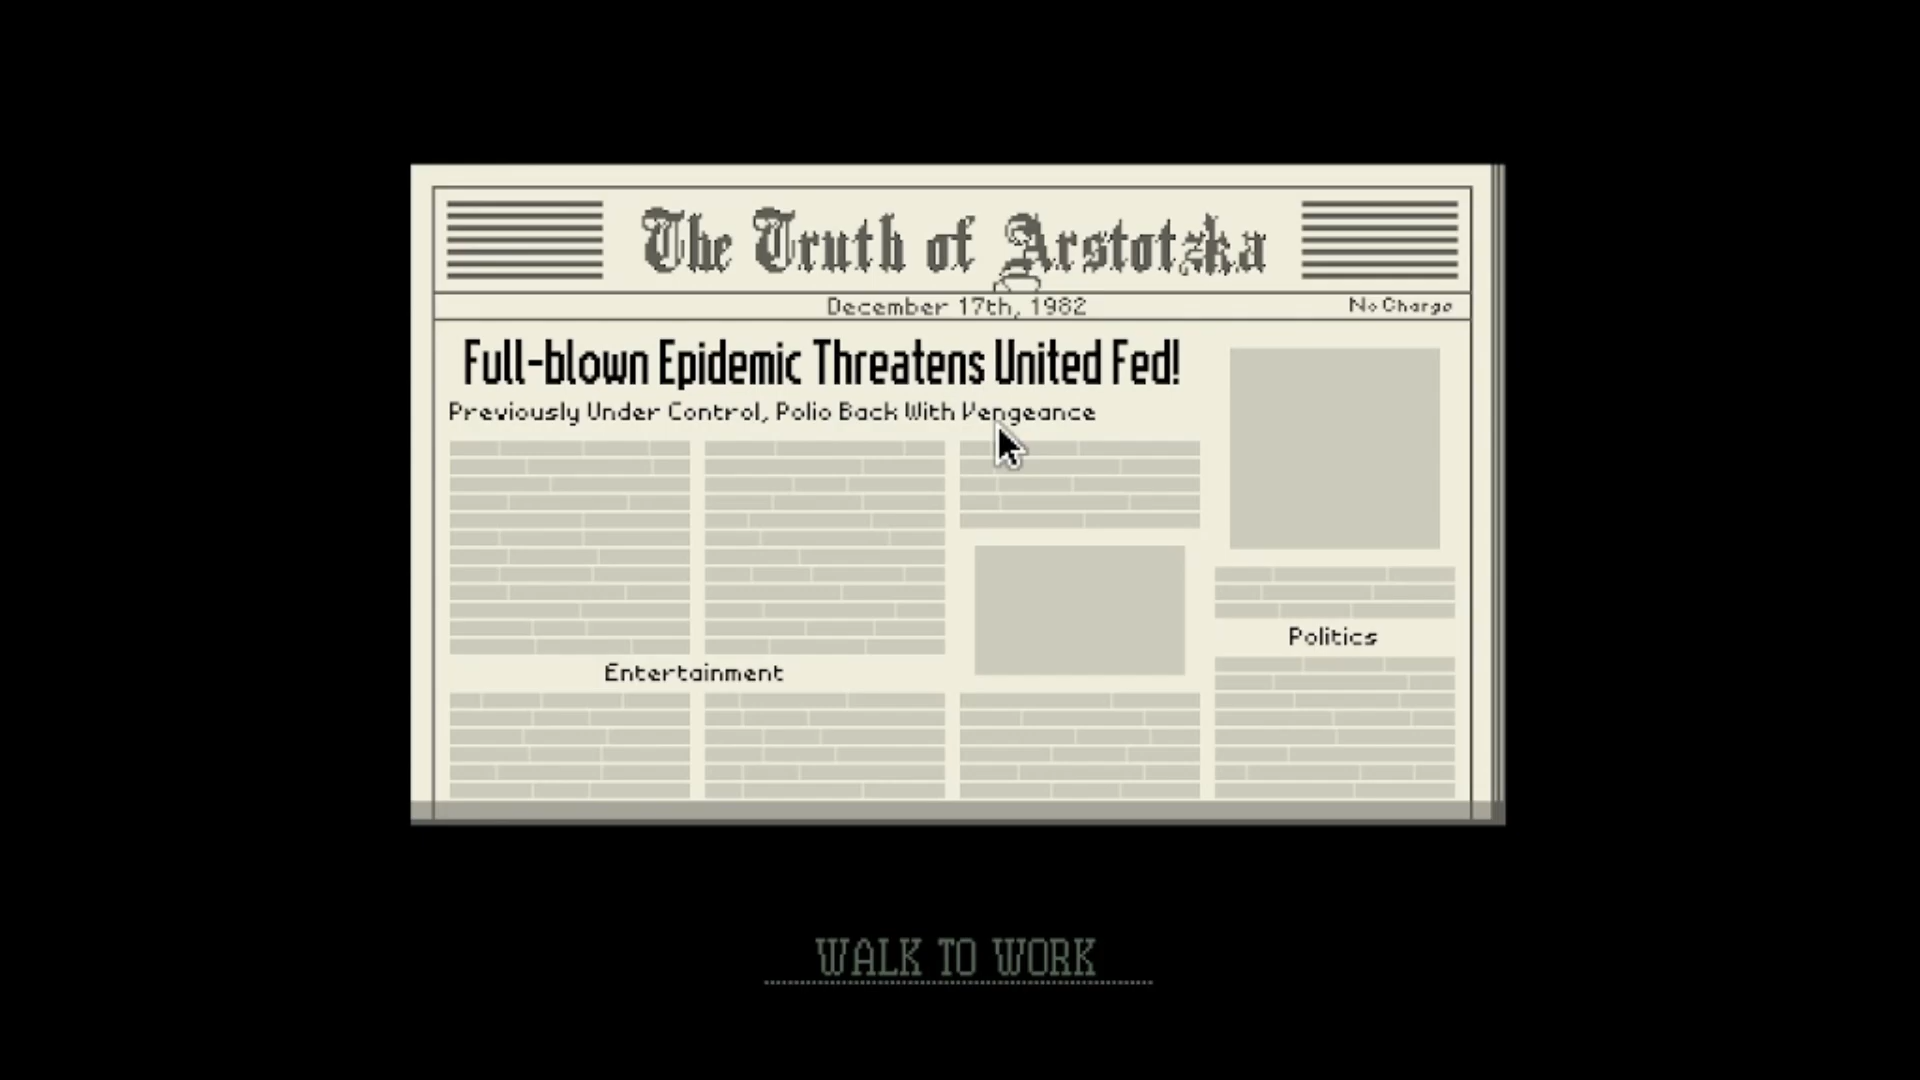 The Truth of Arstotzka
December 17th, 1982
No Charge
Full-blown Epidemic Threatens United Fed!
Previously Under Control, Polio Back With Vengeance
Politics
Entertainment
WALK TO WORK